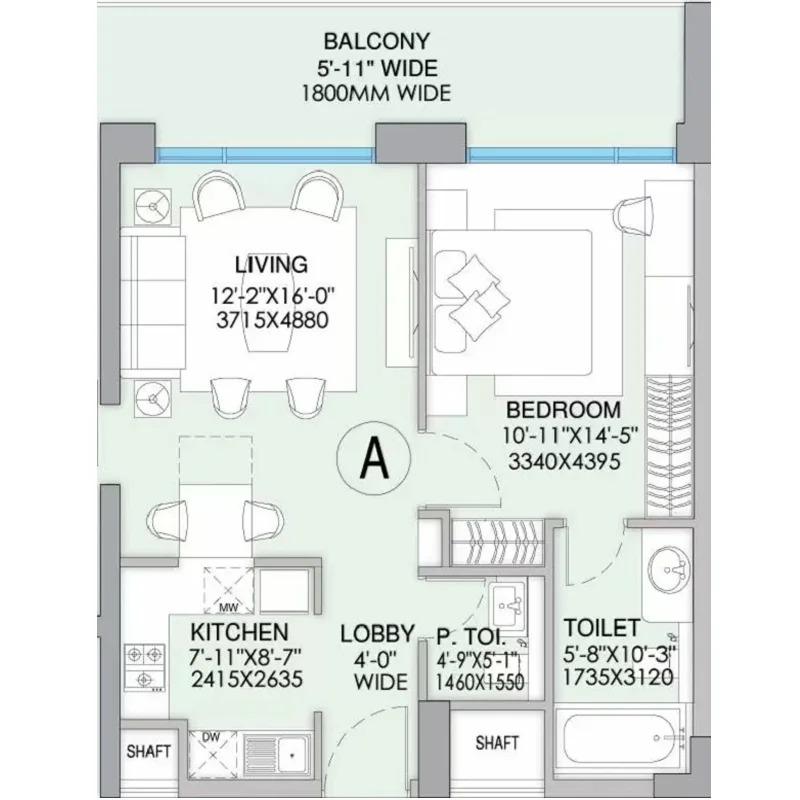 BALCONY
5'-11" WIDE
1800MM WIDE
LIVING
12'-2"X16'-0"
3715X4880
BEDROOM
10'-11"X14'-5"
3340X4395
A
MW
KITCHEN
7'-11"X8'-7"
2415X2635
LOBBY
4'-0"
WIDE
P. TOI.
4'-9"X5'-1"
1460X1550
TOILET
5'-8"X10'-3"
1735X3120
SHAFT
DW
SHAFT